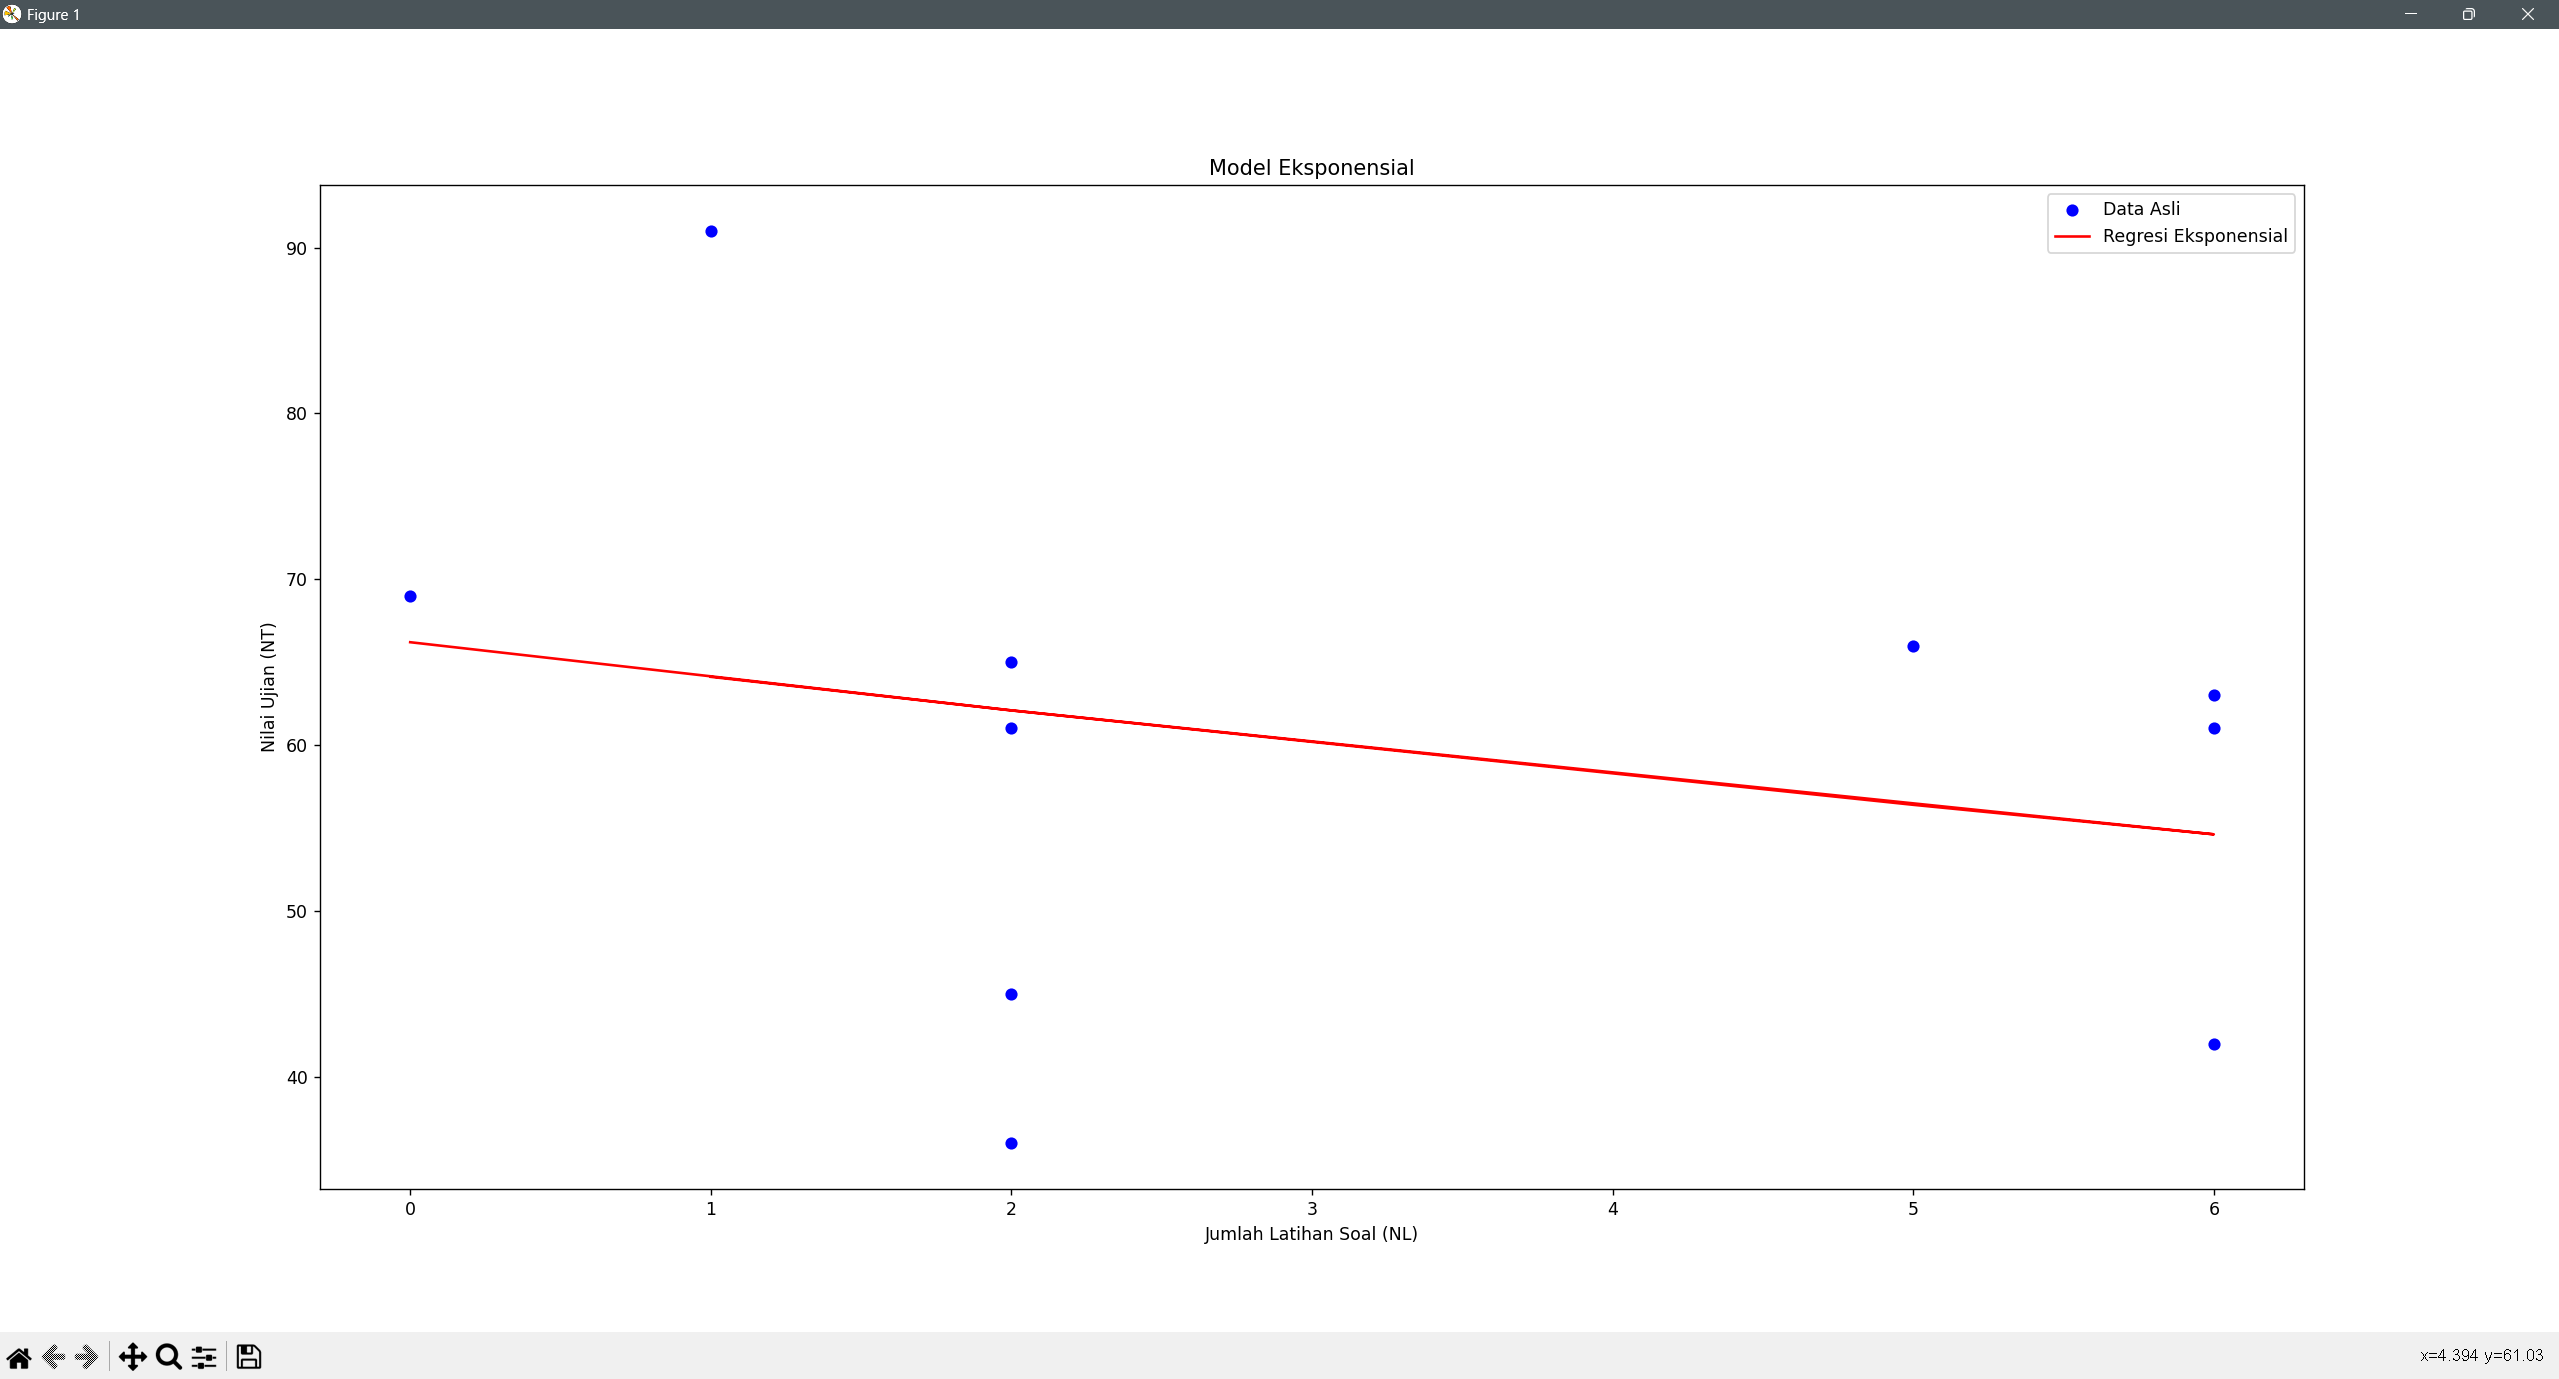 Figure 1
Model Eksponensial
Data Asli
Regresi Eksponensial
90
80
70
60
50
40
Nilai Ujian (NT)
0 1 2 3 4 5 6
Jumlah Latihan Soal (NL)
x=4.394 y=61.03